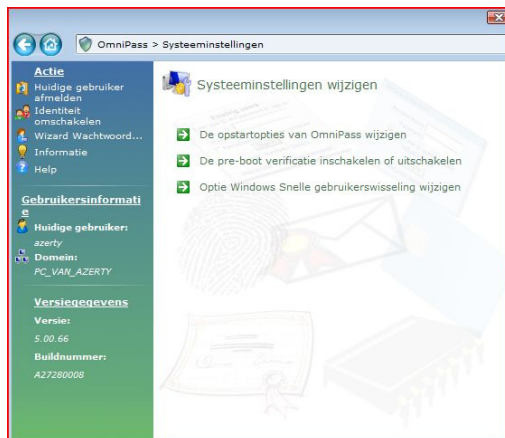 OmniPass > Systeeminstellingen
Actie
Huidige gebruiker
afmelden
Identiteit
omschakelen
Wizard Wachtwoord...
Informatie
Help
Gebruikersinformati
e
Huidige gebruiker:
azerty
Domein:
PC_VAN_AZERTY
Versiegegevens
Versie:
5.00.66
Buildnummer:
A27280008
Systeeminstellingen wijzigen
De opstartopties van OmniPass wijzigen
De pre-boot verificatie inschakelen of uitschakelen
Optie Windows Snelle gebruikerswisseling wijzigen